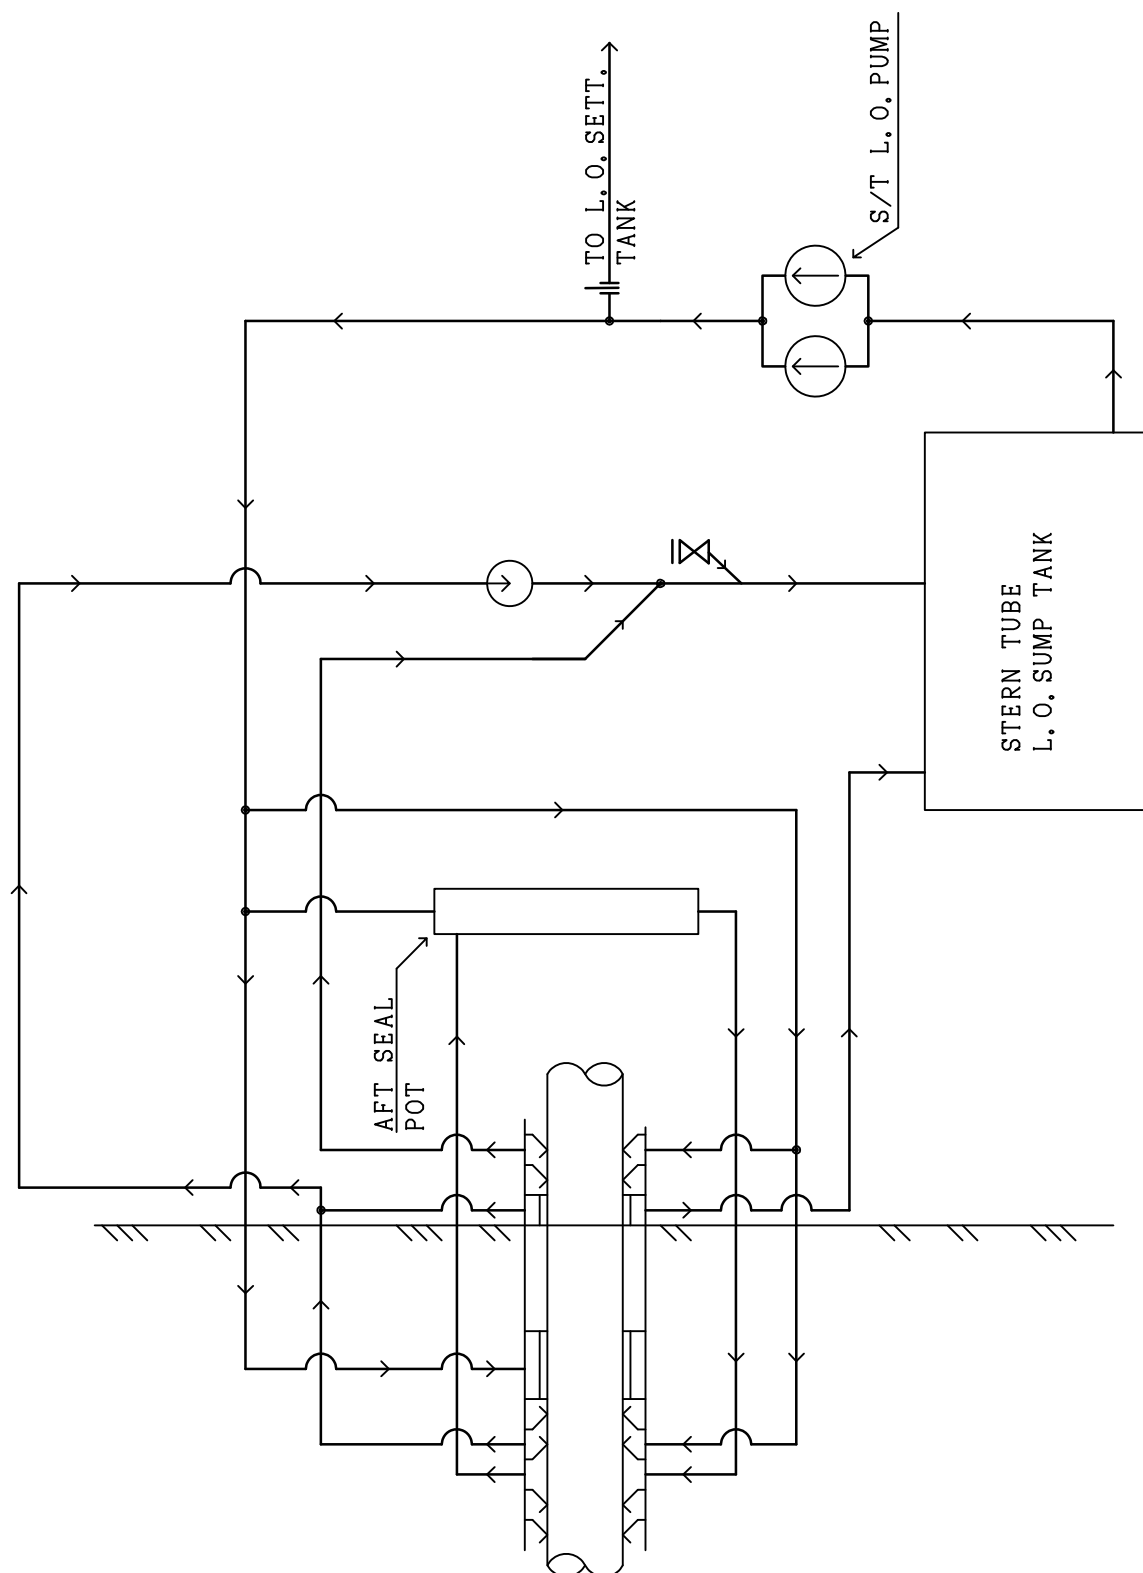 TO L.O.SETT.
TANK
S/T L.O.PUMP
STERN TUBE
L.O.SUMP TANK
AFT SEAL
POT